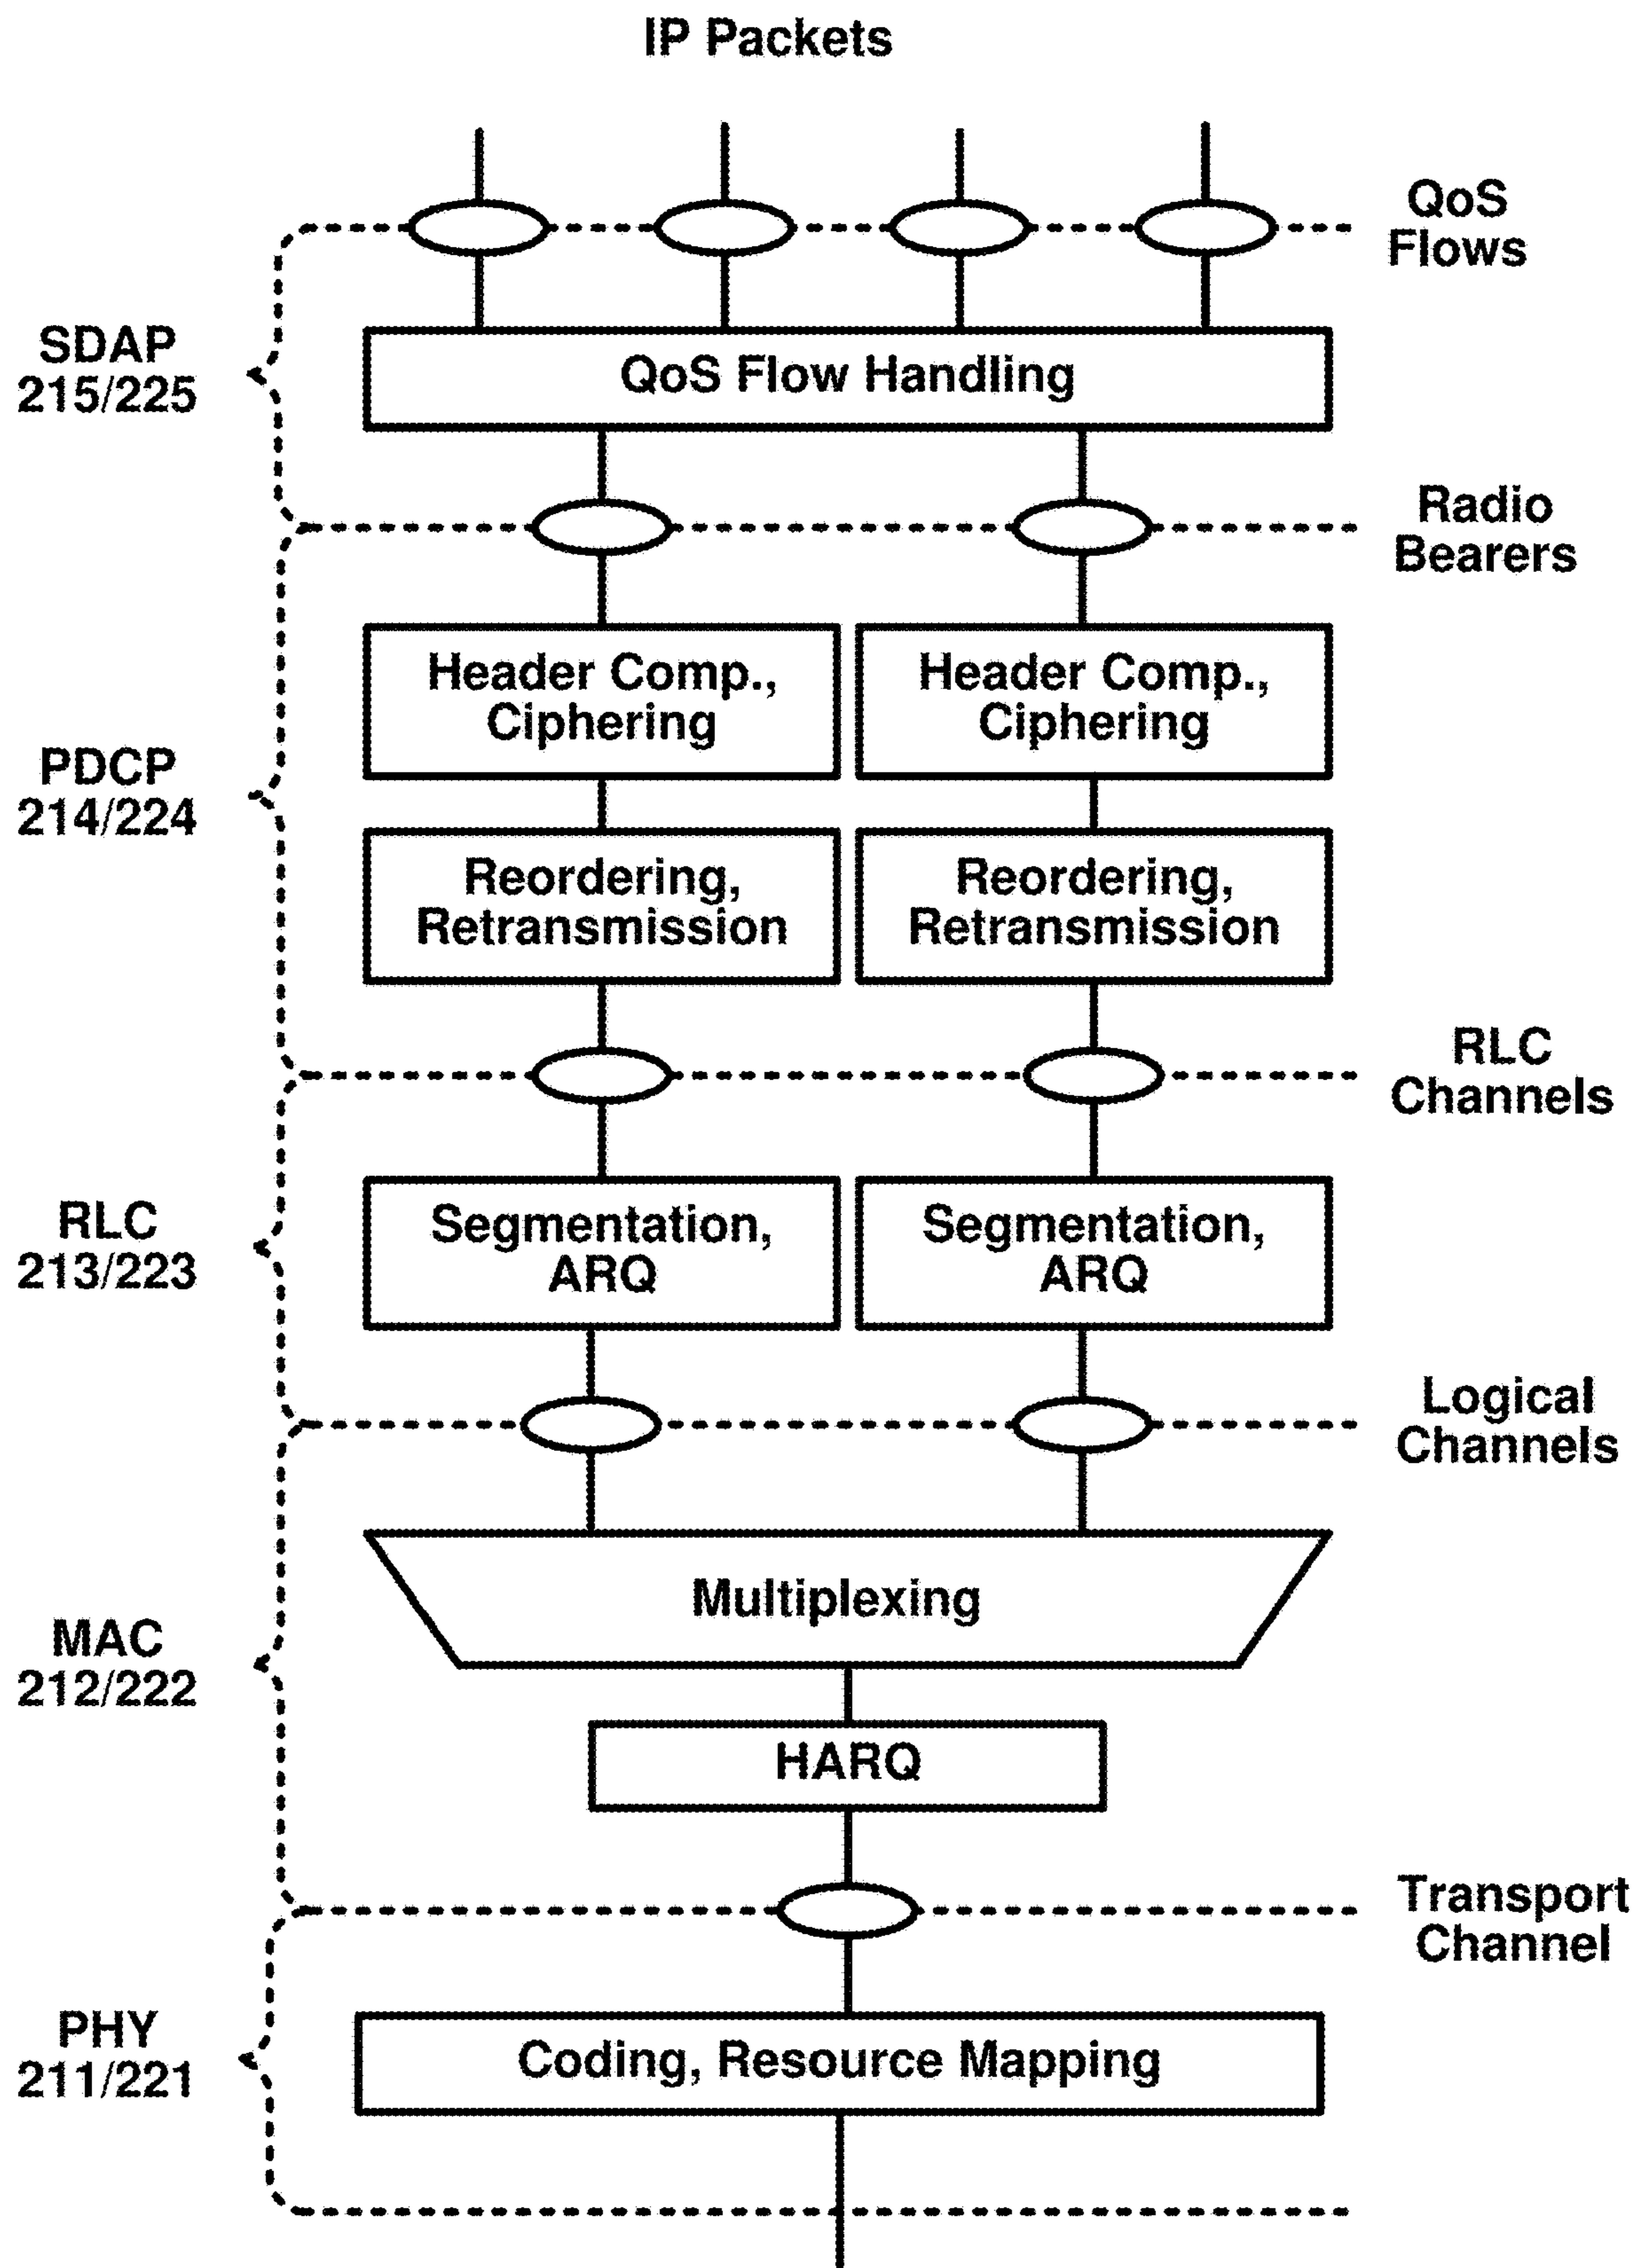 IP Packets
QoS
Flows
SDAP
215/225
QoS Flow Handling
Radio
Bearers
Header Comp.,
Ciphering
Header Comp.,
Ciphering
PDCP
214/224
Reordering,
Retransmission
Reordering,
Retransmission
RLC
Channels
RLC
213/223
Segmentation,
ARQ
Segmentation,
ARQ
Logical
Channels
Multiplexing
MAC
212/222
HARQ
Transport
Channel
PHY
211/221
Coding, Resource Mapping